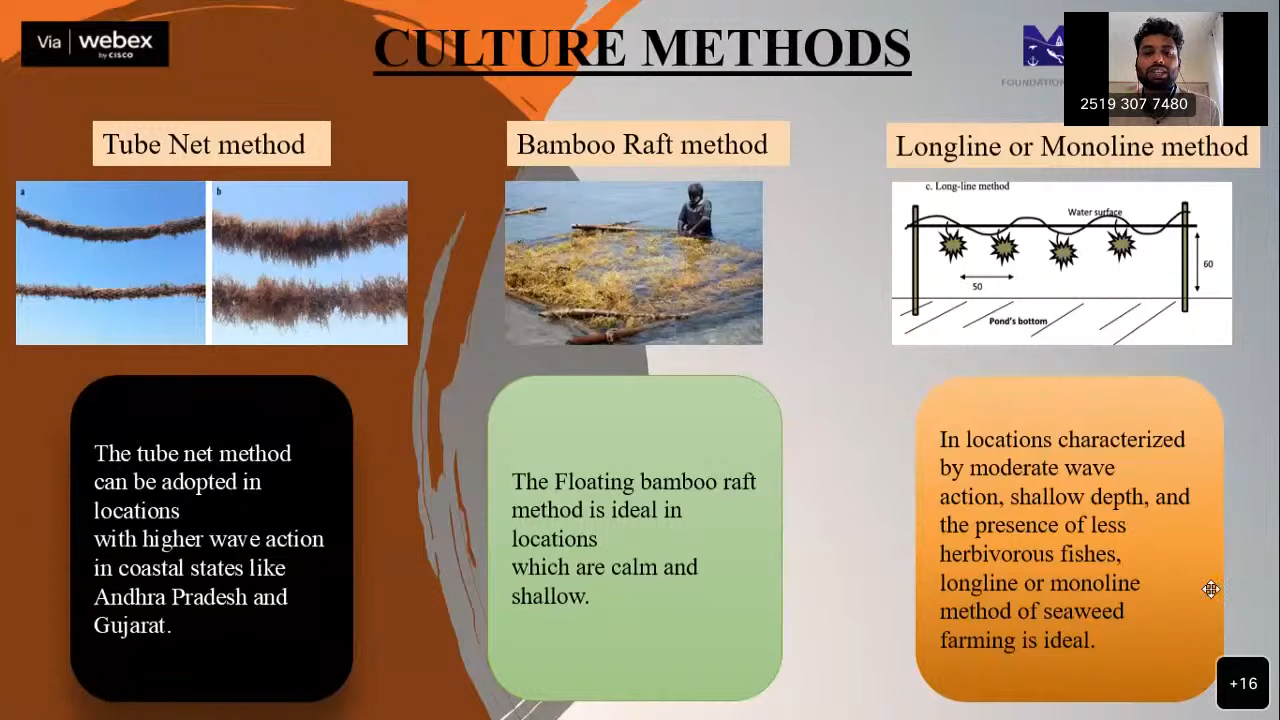 Via webex
by CISCO
CULTURE METHODS
FOUNDATION
2519 307 7480
Tube Net method
Bamboo Raft method
Longline or Monoline method
a
b
c. Long-line method
Water surface
50
60
Pond's bottom
The tube net method
can be adopted in
locations
with higher wave action
in coastal states like
Andhra Pradesh and
Gujarat.
The Floating bamboo raft
method is ideal in
locations
which are calm and
shallow.
In locations characterized
by moderate wave
action, shallow depth, and
the presence of less
herbivorous fishes,
longline or monoline
method of seaweed
farming is ideal.
+16